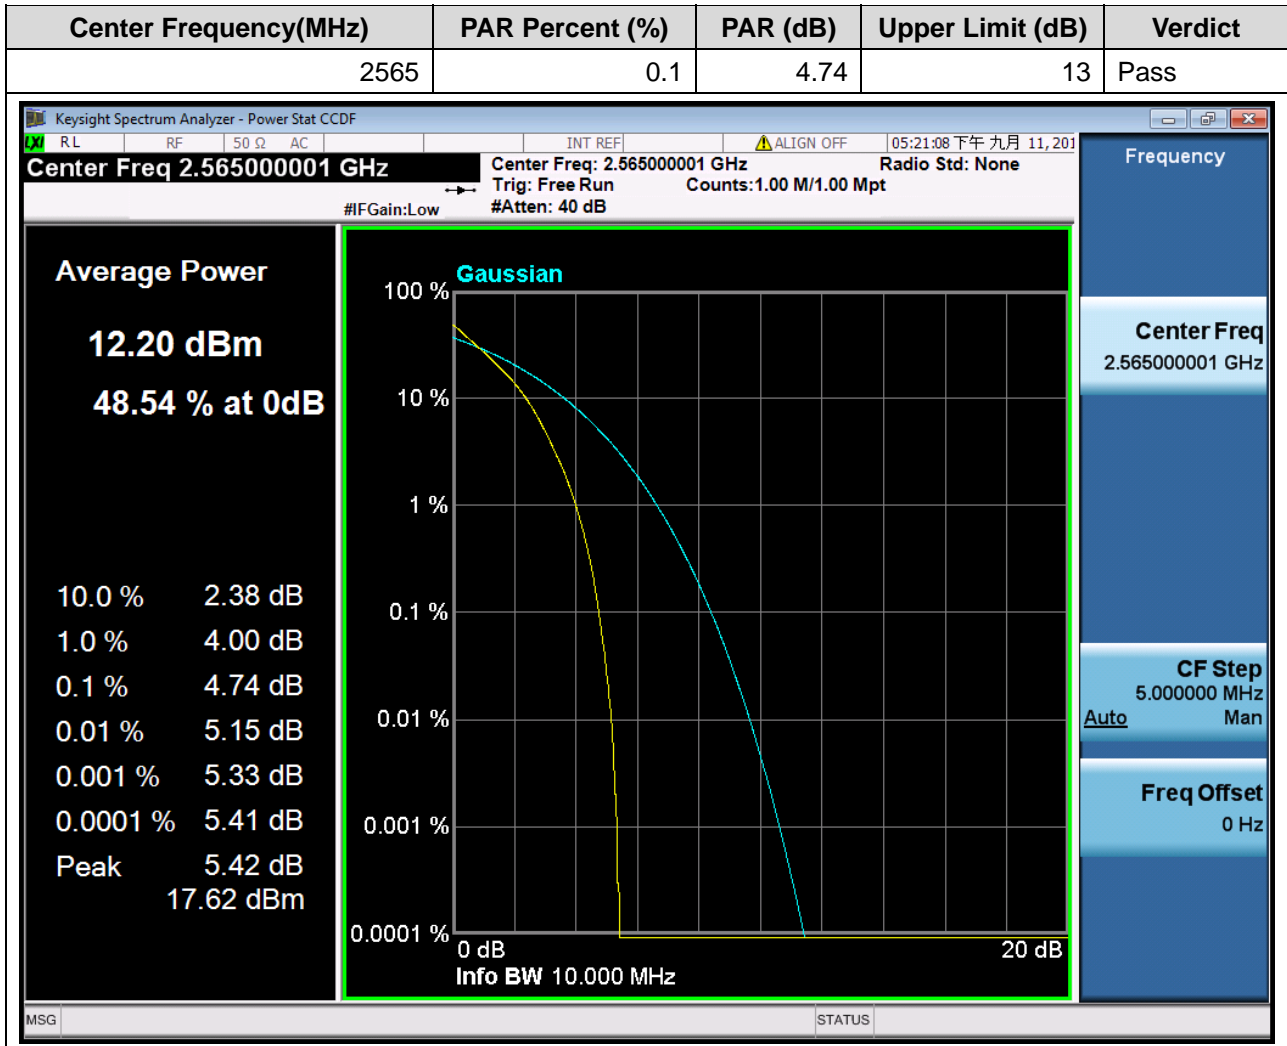 Center Frequency(MHz) PAR Percent (%) PAR (dB) Upper Limit (dB) Verdict
2565 0.1 4.74 13 Pass
Keysight Spectrum Analyzer - Power Stat CCDF
LXI RL RF 50 Ω AC INT REF ALIGN OFF 05:21:08 下午 九月 11, 201
Center Freq 2.565000001 GHz
#IFGain:Low
Center Freq: 2.565000001 GHz Radio Std: None
Trig: Free Run Counts:1.00 M/1.00 Mpt
#Atten: 40 dB
Average Power
12.20 dBm
48.54 % at 0dB
10.0 % 2.38 dB
1.0 % 4.00 dB
0.1 % 4.74 dB
0.01 % 5.15 dB
0.001 % 5.33 dB
0.0001 % 5.41 dB
Peak 5.42 dB
17.62 dBm
Gaussian
100 %
10 %
1 %
0.1 %
0.01 %
0.001 %
0.0001 %
0 dB 20 dB
Info BW 10.000 MHz
Frequency
Center Freq
2.565000001 GHz
CF Step
5.000000 MHz
Auto Man
Freq Offset
0 Hz
MSG STATUS